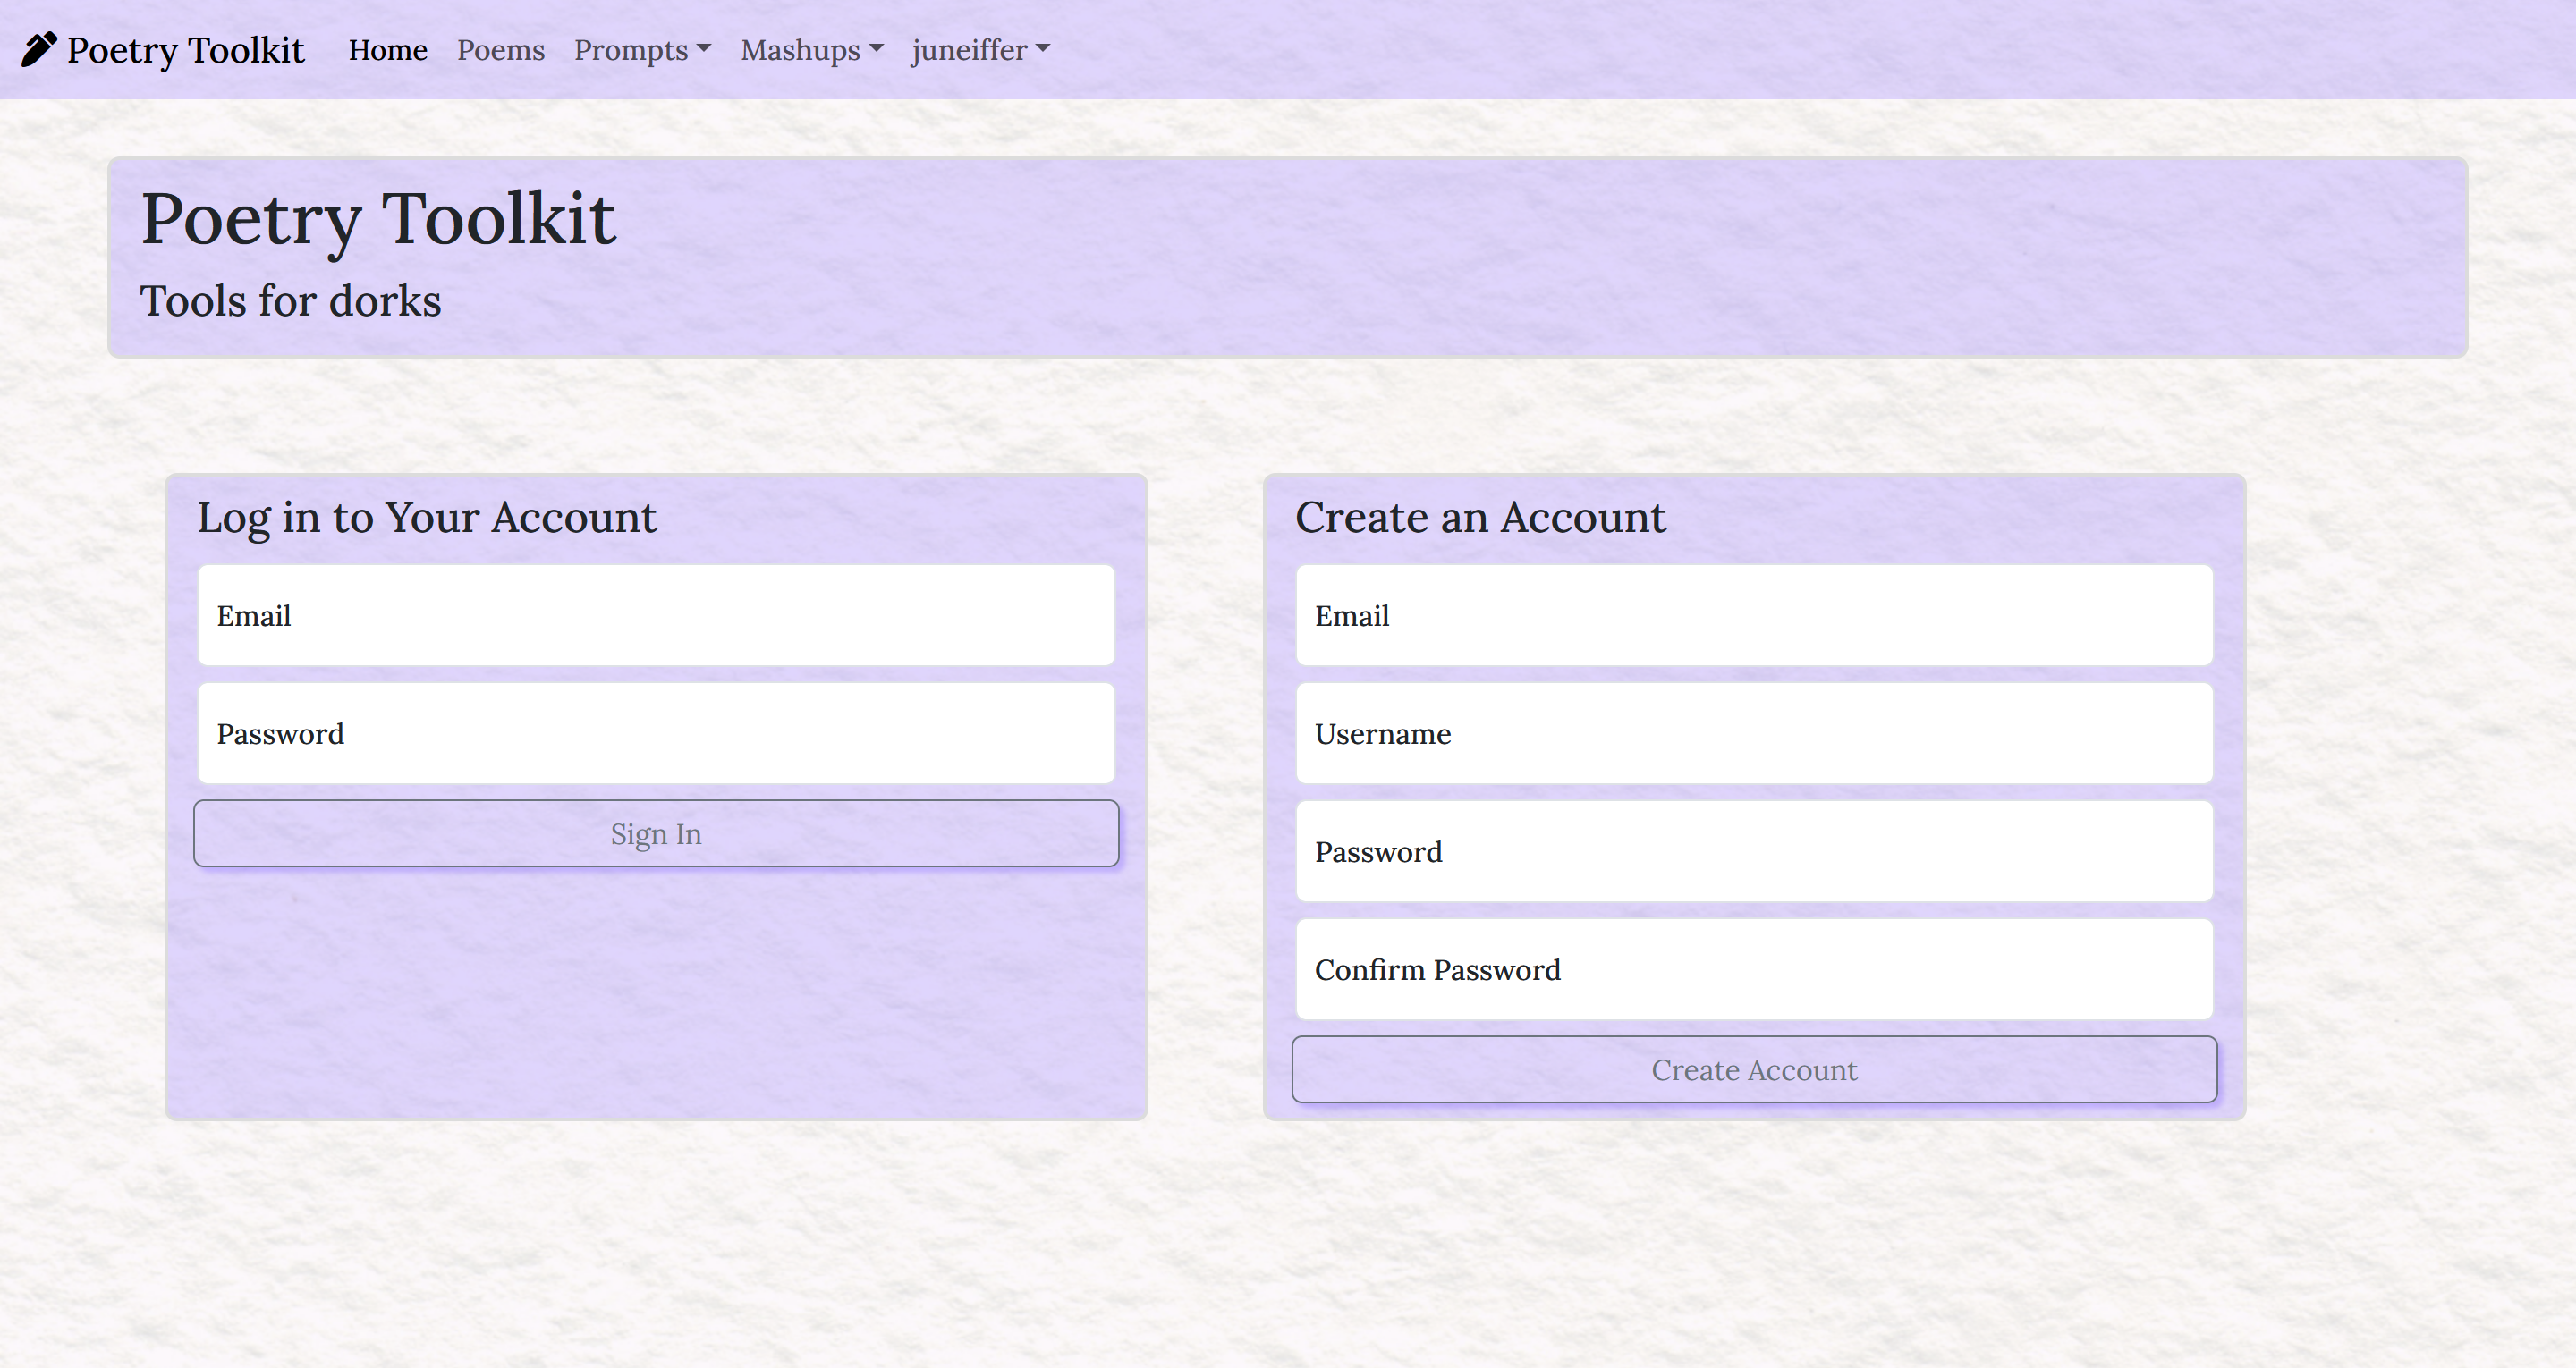 Poetry Toolkit Home Poems Prompts Mashups juneiffer
Poetry Toolkit
Tools for dorks
Log in to Your Account
Email
Password
Sign In
Create an Account
Email
Username
Password
Confirm Password
Create Account